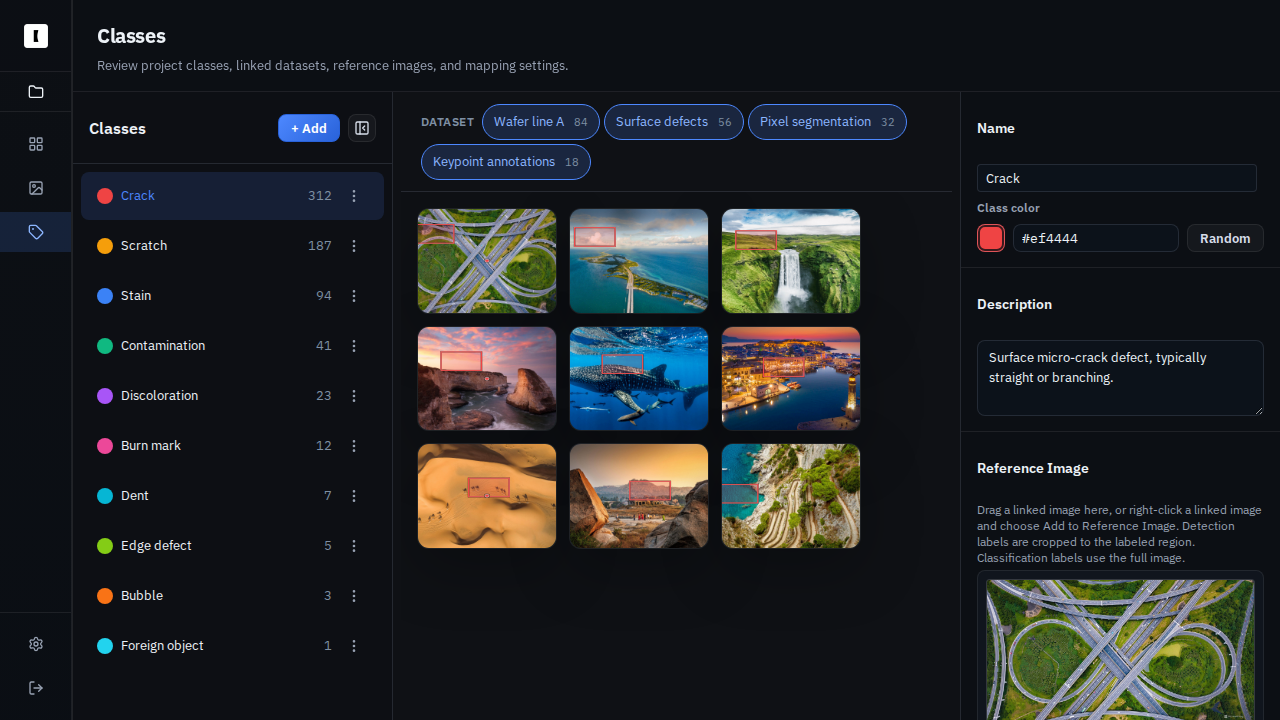 Classes
Review project classes, linked datasets, reference images, and mapping settings.
Classes
+ Add
Crack 312
Scratch 187
Stain 94
Contamination 41
Discoloration 23
Burn mark 12
Dent 7
Edge defect 5
Bubble 3
Foreign object 1
DATASET Wafer line A 84 Surface defects 56 Pixel segmentation 32
Keypoint annotations 18
Name
Crack
Class color
#ef4444 Random
Description
Surface micro-crack defect, typically
straight or branching.
Reference Image
Drag a linked image here, or right-click a linked image
and choose Add to Reference Image. Detection
labels are cropped to the labeled region.
Classification labels use the full image.